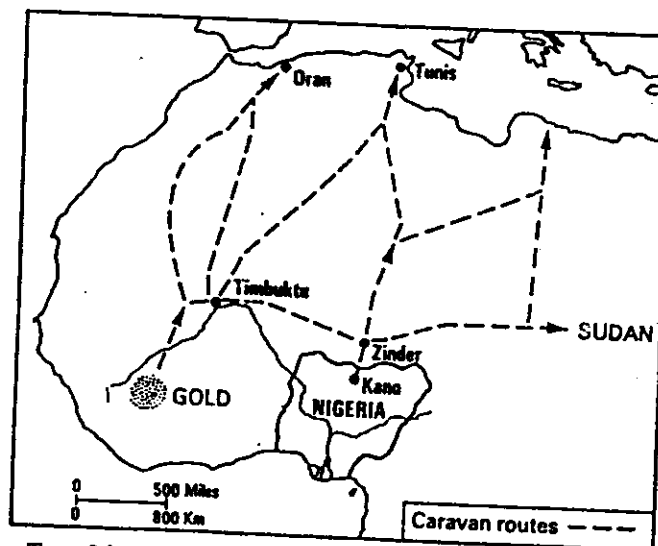 Oran
Tunis
Timbuktu
Zinder
SUDAN
Kano
GOLD
NIGERIA
0 500 Miles
0 800 Km
Caravan routes